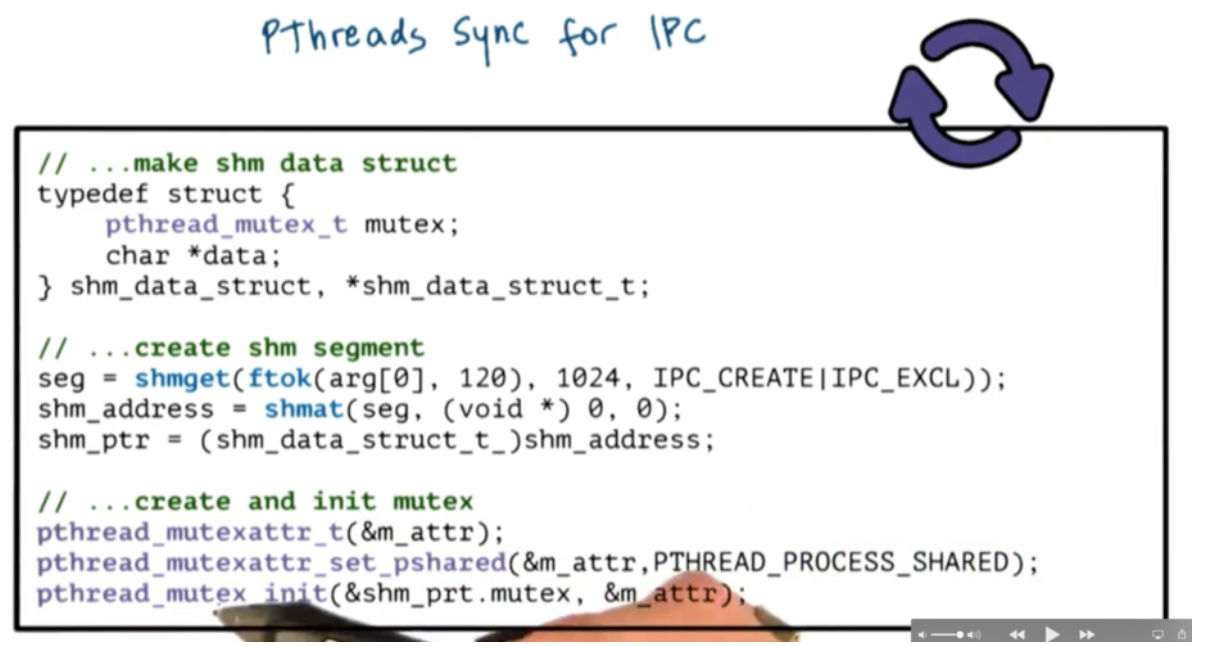 PThreads Sync for IPC
// ...make shm data struct
typedef struct {
pthread_mutex_t mutex;
char *data;
} shm_data_struct, *shm_data_struct_t;
// ...create shm segment
seg = shmget(ftok(arg[0], 120), 1024, IPC_CREATE|IPC_EXCL));
shm_address = shmat(seg, (void *) 0, 0);
shm_ptr = (shm_data_struct_t_)shm_address;
// ...create and init mutex
pthread_mutexattr_t(&m_attr);
pthread_mutexattr_set_pshared(&m_attr,PTHREAD_PROCESS_SHARED);
pthread_mutex_init(&shm_prt.mutex, &m_attr);